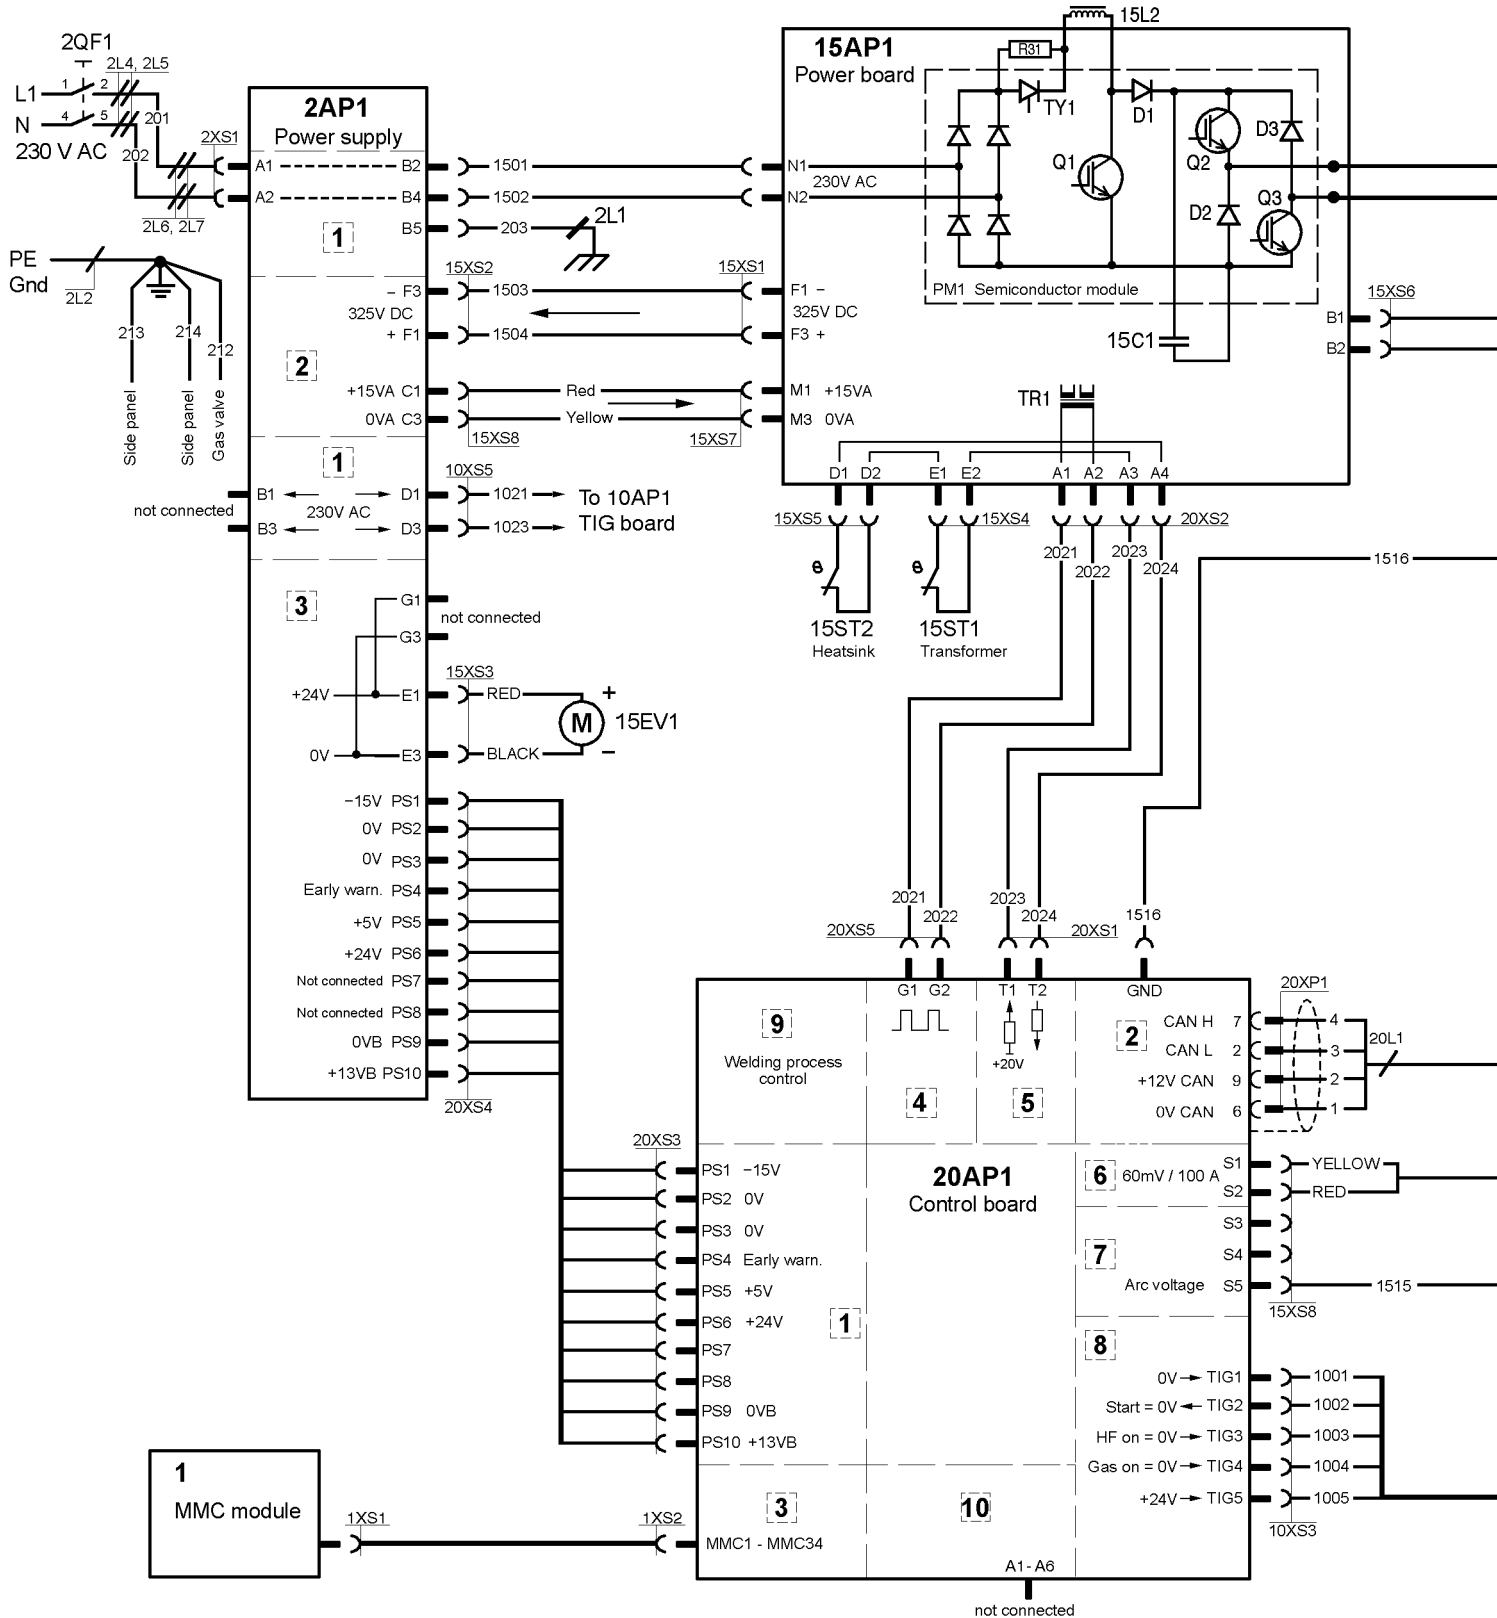 2QF1
2L4, 2L5
L1
1
2
N
4
5
201
230 V AC
202
2XS1
2L6, 2L7
PE
Gnd
2L2
213
214
212
Side panel
Side panel
Gas valve
2AP1
Power supply
A1
B2
1501
A2
B4
1502
B5
203
2L1
1
15XS2
15XS1
– F3
1503
F1 –
325V DC
325V DC
+ F1
1504
F3 +
2
+15VA C1
Red
M1 +15VA
0VA C3
Yellow
M3 0VA
15XS8
15XS7
1
10XS5
B1
D1
1021
To 10AP1
not connected
230V AC
B3
D3
1023
TIG board
3
G1
not connected
G3
15XS3
+24V
E1
RED
+
M
15EV1
0V
E3
BLACK
–
–15V PS1
0V PS2
0V PS3
Early warn. PS4
+5V PS5
+24V PS6
Not connected PS7
Not connected PS8
0VB PS9
+13VB PS10
20XS4
15L2
15AP1
Power board
R31
TY1
D1
Q1
Q2
D3
D2
Q3
N1
230V AC
N2
PM1 Semiconductor module
15C1
15XS6
B1
B2
TR1
D1
D2
E1
E2
A1
A2
A3
A4
15XS5
15XS4
20XS2
θ
θ
15ST2
Heatsink
15ST1
Transformer
2021
2022
2023
2024
1516
2021
2022
2023
2024
1516
20XS5
20XS1
G1
G2
T1
T2
GND
+20V
9
Welding process
control
4
5
2
20XP1
CAN H 7
4
CAN L 2
3
+12V CAN 9
2
0V CAN 6
1
20L1
20AP1
Control board
20XS3
PS1 –15V
PS2 0V
PS3 0V
PS4 Early warn.
PS5 +5V
PS6 +24V
PS7
PS8
PS9 0VB
PS10 +13VB
1
6
60mV / 100 A
S1
YELLOW
S2
RED
S3
7
S4
Arc voltage
S5
1515
15XS8
8
0V
TIG1
1001
Start = 0V
TIG2
1002
HF on = 0V
TIG3
1003
Gas on = 0V
TIG4
1004
+24V
TIG5
1005
10XS3
1
MMC module
1XS1
1XS2
3
MMC1 - MMC34
10
A1- A6
not connected